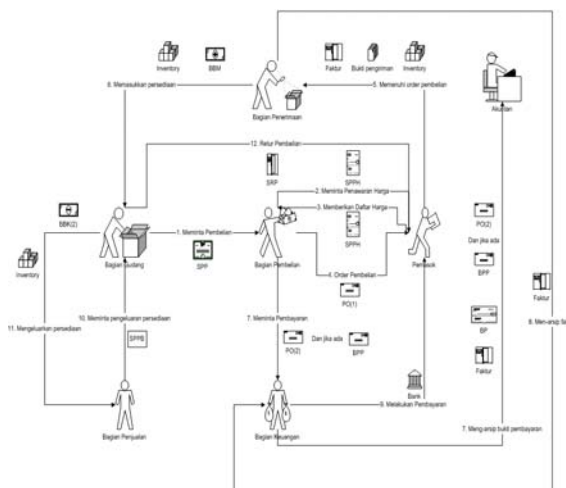 Inventory
BBM
Faktur
Bukti pengiriman
Inventory
6. Memasukkan persediaan
5. Memenuhi order pembelian
Bagian Penerimaan
Akuntan
12. Retur Pembelian
SRP
SPPH
2. Meminta Penawaran Harga
3. Memberikan Daftar Harga
BBK(2)
PO(2)
1. Meminta Pembelian
SPPH
Dan jika ada
Bagian Gudang
SPP
Bagian Pembelian
Pemasok
Inventory
4. Order Pembelian
BPP
Faktur
PO(1)
11. Mengeluarkan persediaan
10. Meminta pengeluaran persediaan
7. Meminta Pembayaran
BP
8. Men-arsip
SPPB
PO(2)
Dan jika ada
BPP
Faktur
Bank
9. Melakukan Pembayaran
Bagian Penjualan
Bagian Keuangan
7. Meng-arsip bukti pembayaran